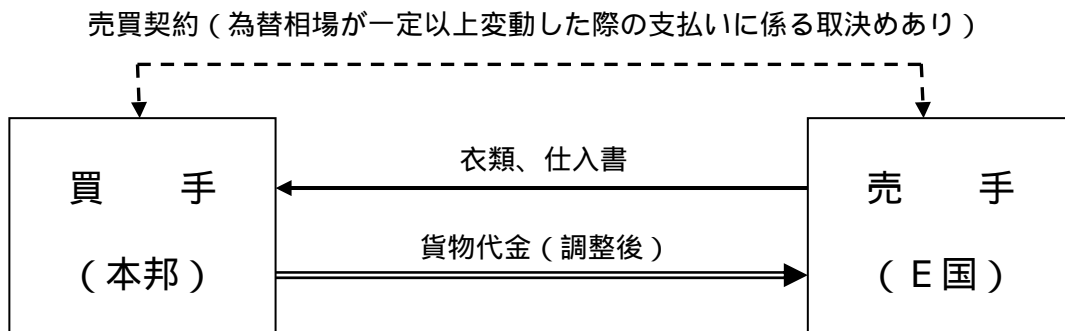 売買契約(為替相場が一定以上変動した際の支払いに係る取決めあり)
衣類、仕入書
買 手
(本邦)
貨物代金(調整後)
売 手
(E国)